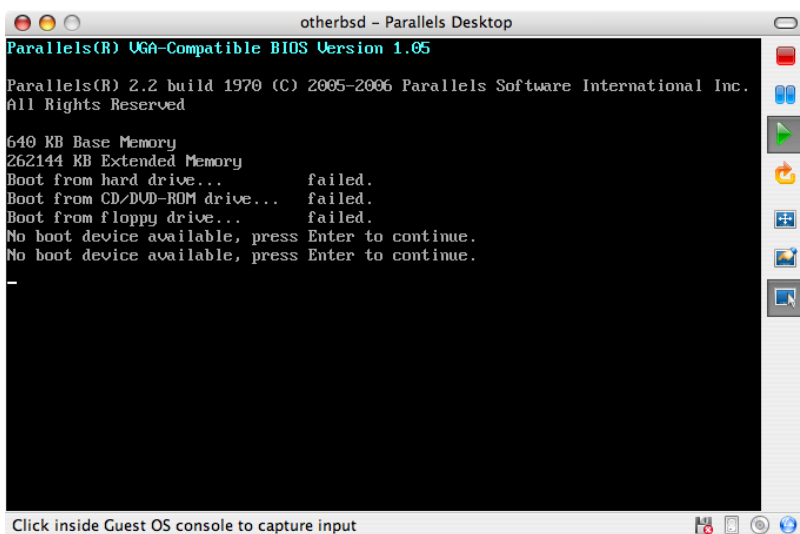 otherbsd – Parallels Desktop
Parallels(R) VGA-Compatible BIOS Version 1.05
Parallels(R) 2.2 build 1970 (C) 2005-2006 Parallels Software International Inc.
All Rights Reserved
640 KB Base Memory
262144 KB Extended Memory
Boot from hard drive... failed.
Boot from CD/DVD-ROM drive... failed.
Boot from floppy drive... failed.
No boot device available, press Enter to continue.
No boot device available, press Enter to continue.
Click inside Guest OS console to capture input